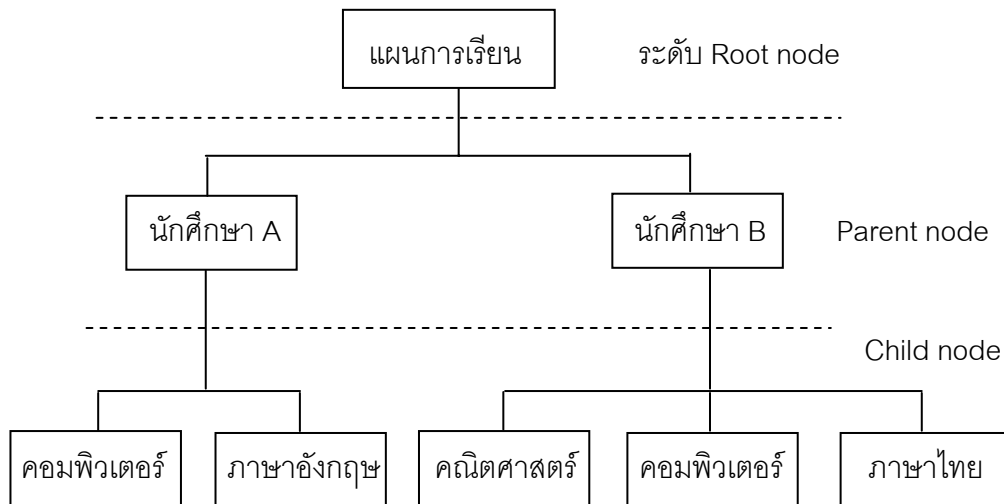 แผนการเรียน ระดับ Root node
นักศึกษา A นักศึกษา B Parent node
Child node
คอมพิวเตอร์ ภาษาอังกฤษ คณิตศาสตร์ คอมพิวเตอร์ ภาษาไทย